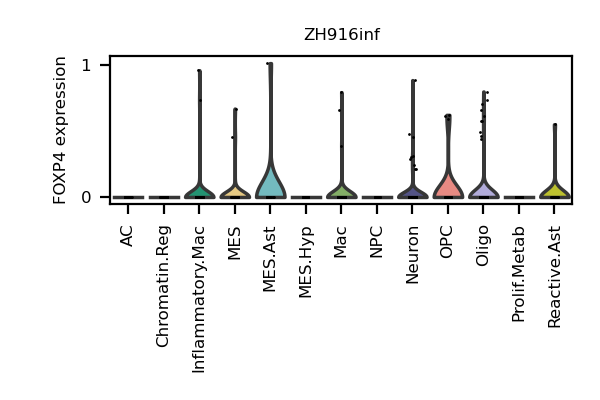 ZH916inf
FOXP4 expression
1
0
AC
Chromatin.Reg
Inflammatory.Mac
MES
MES.Ast
MES.Hyp
Mac
NPC
Neuron
OPC
Oligo
Prolif.Metab
Reactive.Ast